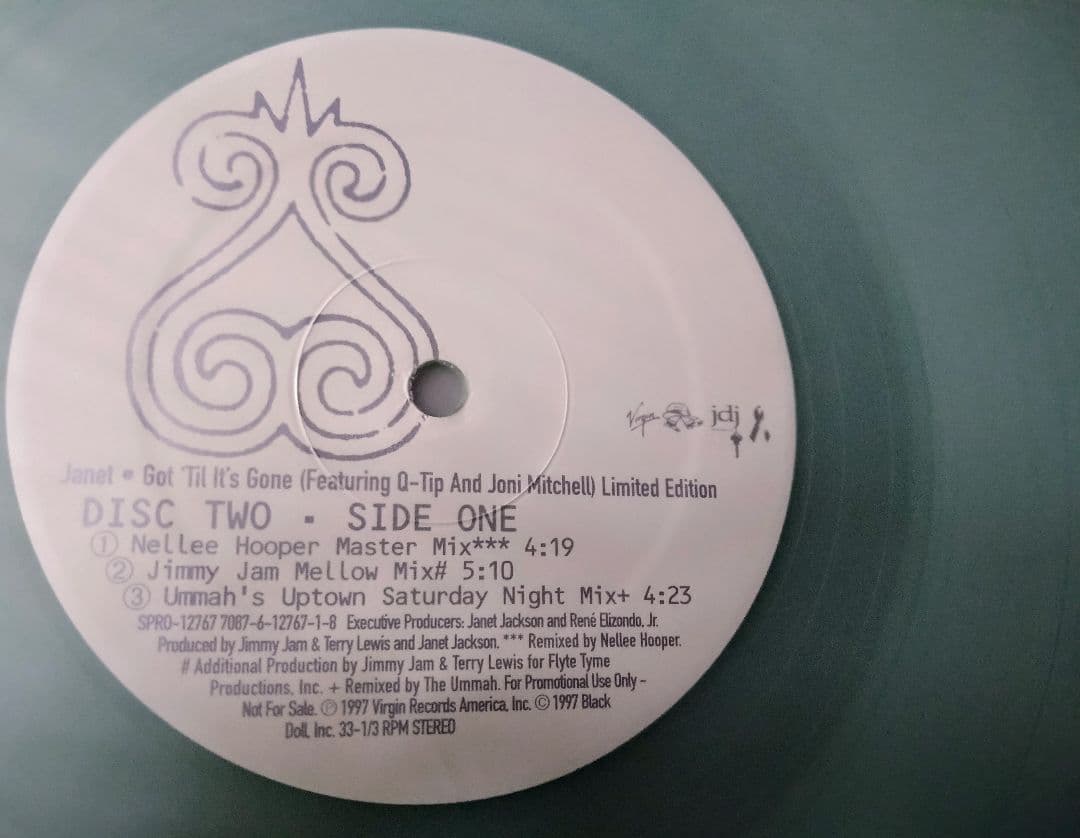 Virgin jdj
Janet • Got 'Til It's Gone (Featuring Q-Tip And Joni Mitchell) Limited Edition
DISC TWO - SIDE ONE
① Nellee Hooper Master Mix*** 4:19
② Jimmy Jam Mellow Mix# 5:10
③ Ummah's Uptown Saturday Night Mix+ 4:23
SPRO-12767 7087-6-12767-1-8 Executive Producers: Janet Jackson and René Elizondo, Jr.
Produced by Jimmy Jam & Terry Lewis and Janet Jackson. *** Remixed by Nellee Hooper.
# Additional Production by Jimmy Jam & Terry Lewis for Flyte Tyme
Productions, Inc. + Remixed by The Ummah. For Promotional Use Only -
Not For Sale. ℗ 1997 Virgin Records America, Inc. © 1997 Black
Doll, Inc. 33-1/3 RPM STEREO